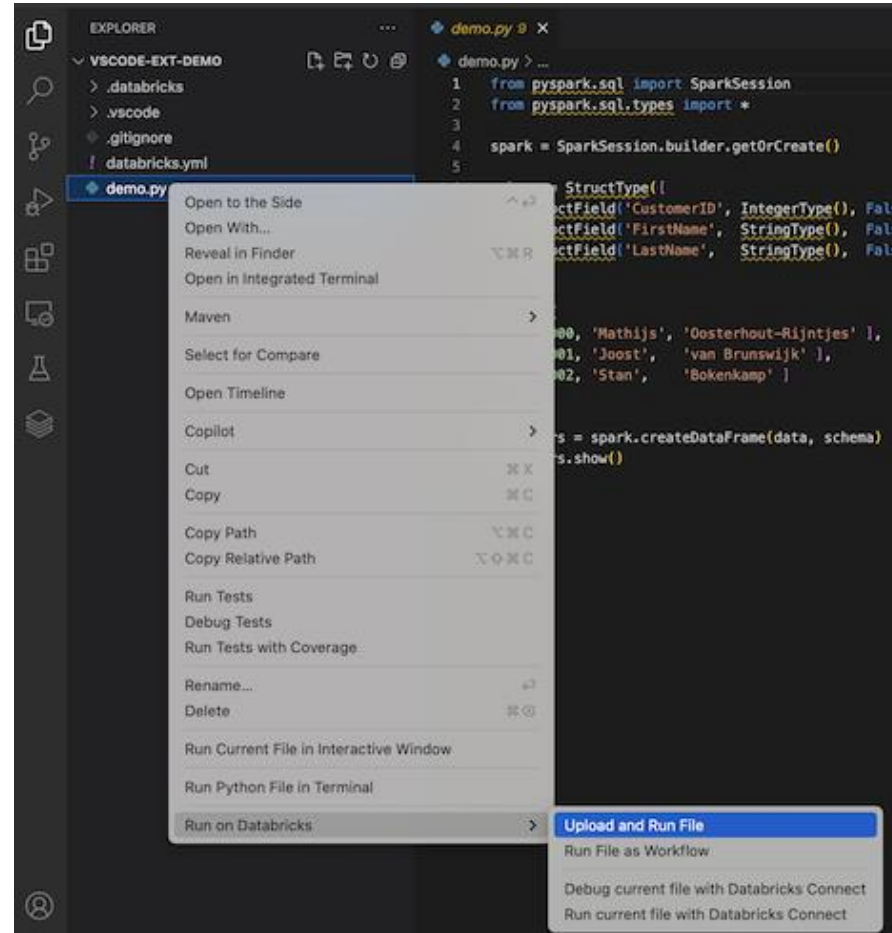 EXPLORER
VSCODE-EXT-DEMO
.databricks
.vscode
.gitignore
! databricks.yml
demo.py
demo.py 9
demo.py > ...
1 from pyspark.sql import SparkSession
2 from pyspark.sql.types import *
3
4 spark = SparkSession.builder.getOrCreate()
5
= StructType([
ctField('CustomerID', IntegerType(), Fal
ctField('FirstName', StringType(), Fal
ctField('LastName', StringType(), Fal
00, 'Mathijs', 'Oosterhout-Rijntjes' ],
01, 'Joost', 'van Brunswijk' ],
02, 'Stan', 'Bokenkamp' ]
rs = spark.createDataFrame(data, schema)
rs.show()
Open to the Side ^⏎
Open With...
Reveal in Finder ⌥⌘R
Open in Integrated Terminal
Maven
Select for Compare
Open Timeline
Copilot
Cut ⌘X
Copy ⌘C
Copy Path ⌥⌘C
Copy Relative Path ⌥⇧⌘C
Run Tests
Debug Tests
Run Tests with Coverage
Rename... ⏎
Delete ⌘⌫
Run Current File in Interactive Window
Run Python File in Terminal
Run on Databricks
Upload and Run File
Run File as Workflow
Debug current file with Databricks Connect
Run current file with Databricks Connect